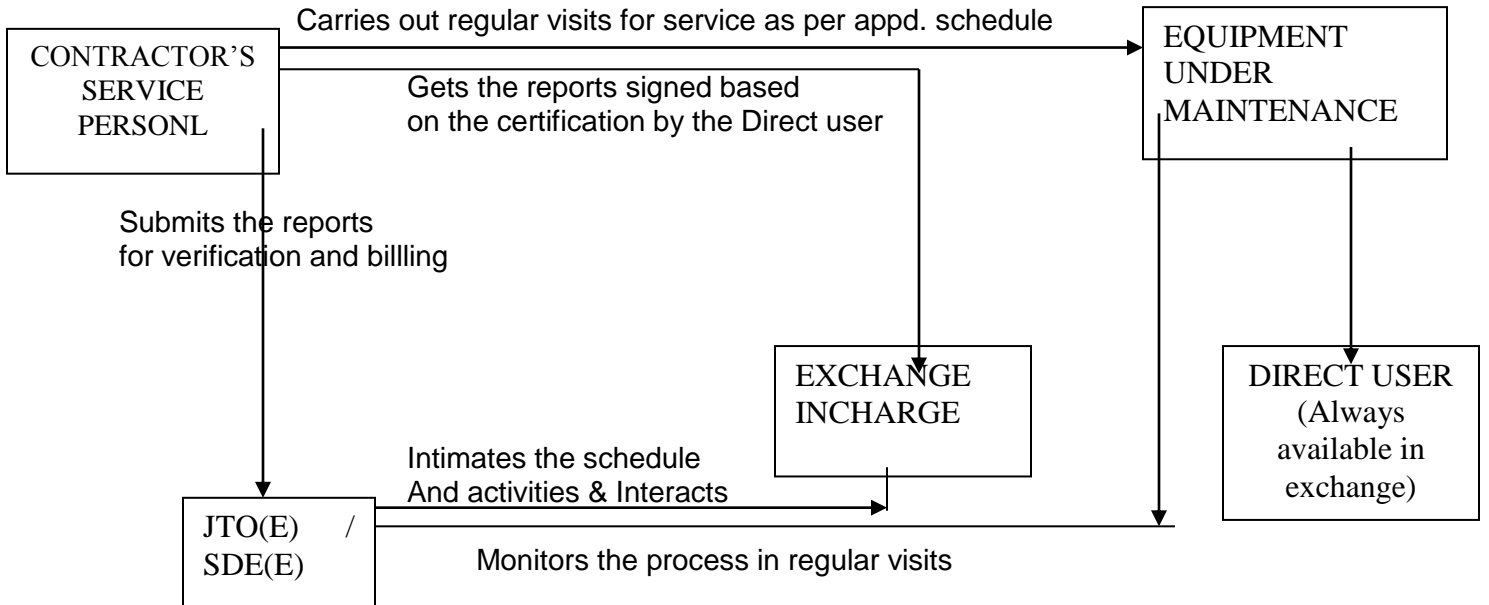 Carries out regular visits for service as per appd. schedule
CONTRACTOR’S
SERVICE
PERSONL
EQUIPMENT
UNDER
MAINTENANCE
Gets the reports signed based
on the certification by the Direct user
Submits the reports
for verification and billling
EXCHANGE
INCHARGE
DIRECT USER
(Always
available in
exchange)
Intimates the schedule
And activities & Interacts
JTO(E) /
SDE(E)
Monitors the process in regular visits